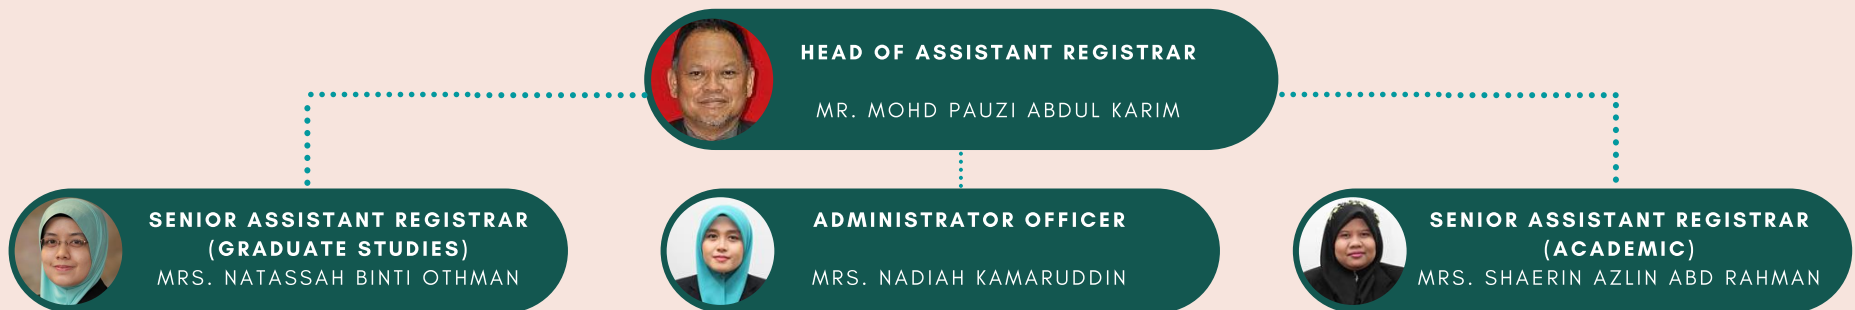 HEAD OF ASSISTANT REGISTRAR
MR. MOHD PAUZI ABDUL KARIM
SENIOR ASSISTANT REGISTRAR
(GRADUATE STUDIES)
MRS. NATASSAH BINTI OTHMAN
ADMINISTRATOR OFFICER
MRS. NADIAH KAMARUDDIN
SENIOR ASSISTANT REGISTRAR
(ACADEMIC)
MRS. SHAERIN AZLIN ABD RAHMAN